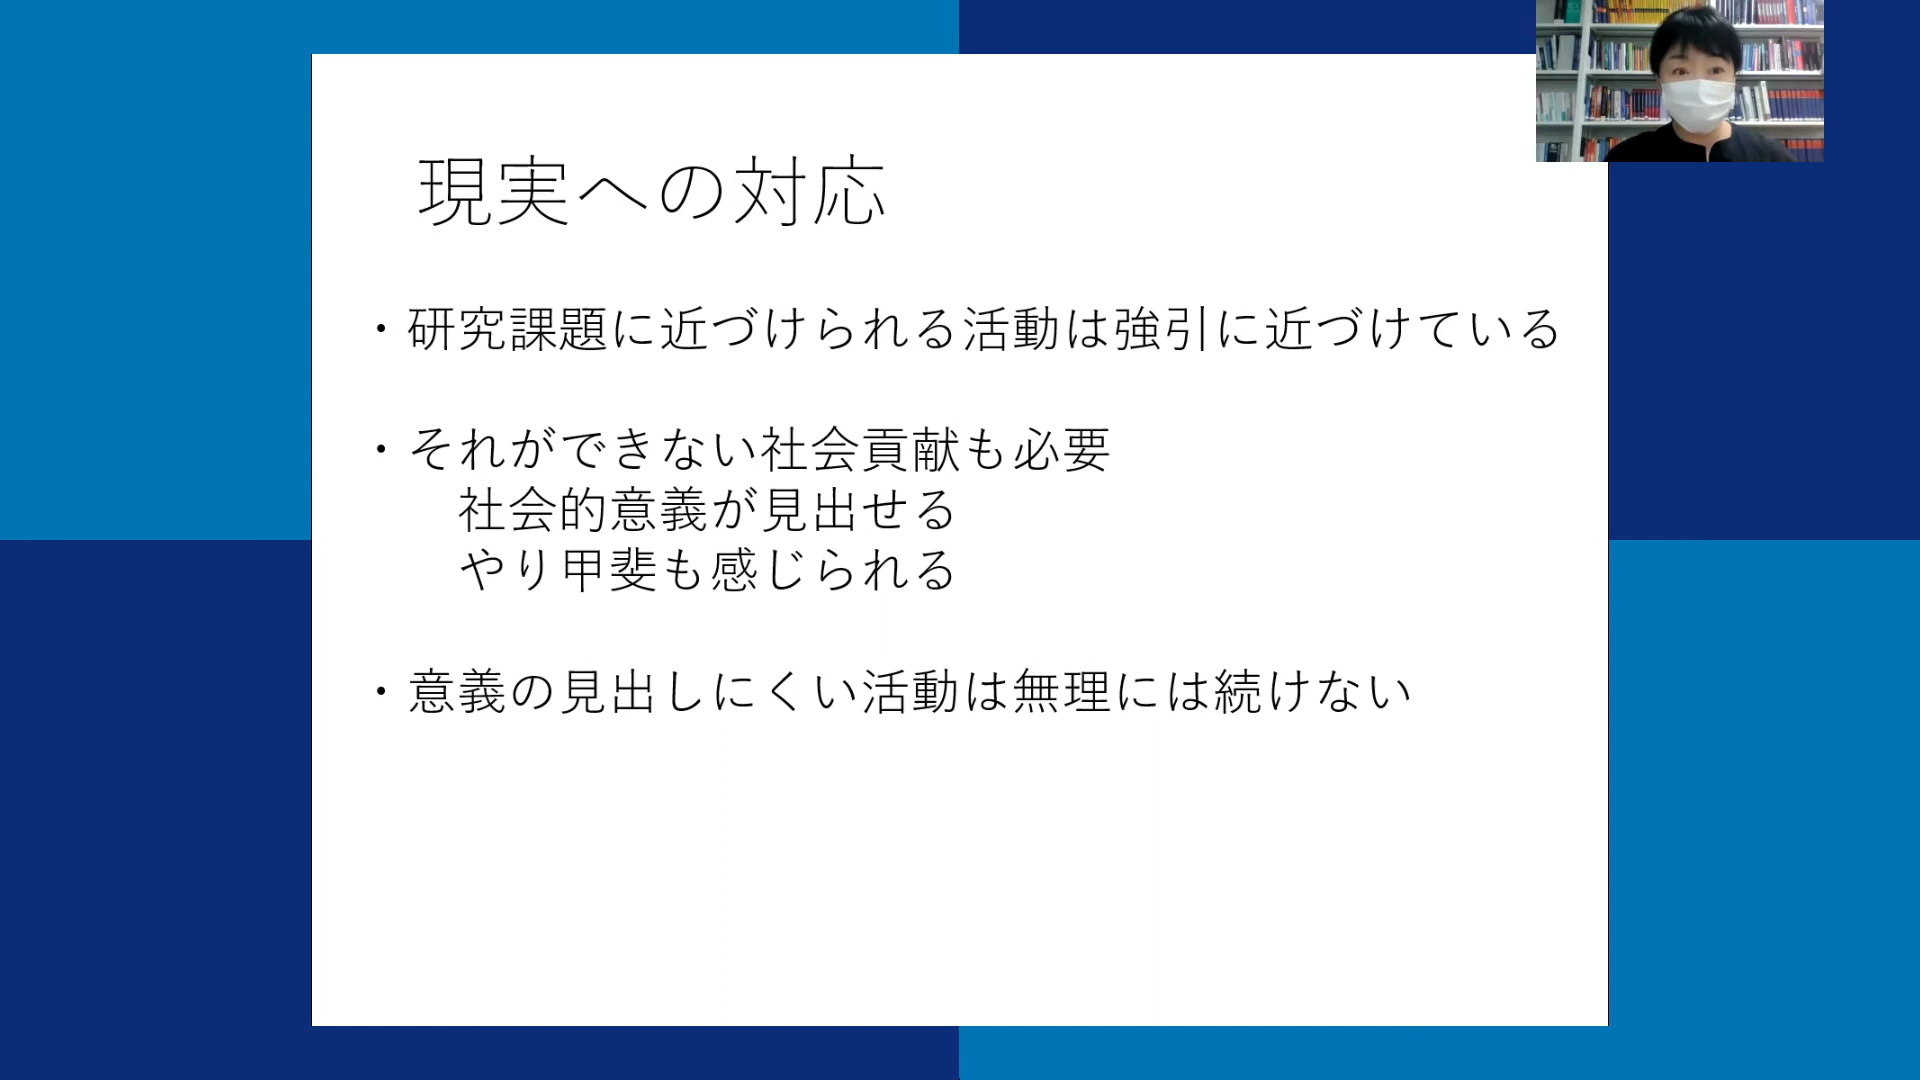 現実への対応
・研究課題に近づけられる活動は強引に近づけている
・それができない社会貢献も必要
社会的意義が見出せる
やり甲斐も感じられる
・意義の見出しにくい活動は無理には続けない